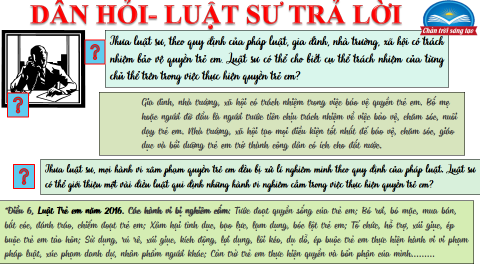 DÂN HỎI- LUẬT SƯ TRẢ LỜI
Chân trời sáng tạo
?
Thưa luật sư, theo quy định của pháp luật, gia đình, nhà trường, xã hội có trách
nhiệm bảo vệ quyền trẻ em. Luật sư có thể cho biết cụ thể trách nhiệm của từng
chủ thể trên trong việc thực hiện quyền trẻ em?
?
Gia đình, nhà trường, xã hội có trách nhiệm trong việc bảo vệ quyền trẻ em. Bố mẹ
hoặc người đỡ đầu là người trước tiên chịu trách nhiệm về việc bảo vệ, chăm sóc, nuôi
dạy trẻ em. Nhà trường, xã hội tạo mọi điều kiện tốt nhất để bảo vệ, chăm sóc, giáo
dục và bồi dưỡng trẻ em trở thành công dân có ích cho đất nước.
?
Thưa luật sư, mọi hành vi xâm phạm quyền trẻ em đều bị xử lí nghiêm minh theo quy định của pháp luật. Luật sư
có thể giới thiệu một vài điều luật qui định những hành vi nghiêm cấm trong việc thực hiện quyền trẻ em?
*Điều 6, Luật Trẻ em năm 2016. Các hành vi bị nghiêm cấm: Tước đoạt quyền sống của trẻ em; Bỏ rơi, bỏ mặc, mua bán,
bắt cóc, đánh tráo, chiếm đoạt trẻ em; Xâm hại tình dục, bạo lực, lạm dụng, bóc lột trẻ em; Tổ chức, hỗ trợ, xúi giục, ép
buộc trẻ em tảo hôn; Sử dụng, rủ rê, xúi giục, kích động, lợi dụng, lôi kéo, dụ dỗ, ép buộc trẻ em thực hiện hành vi vi phạm
pháp luật, xúc phạm danh dự, nhân phẩm người khác; Cản trở trẻ em thực hiện quyền và bổn phận của mình.........